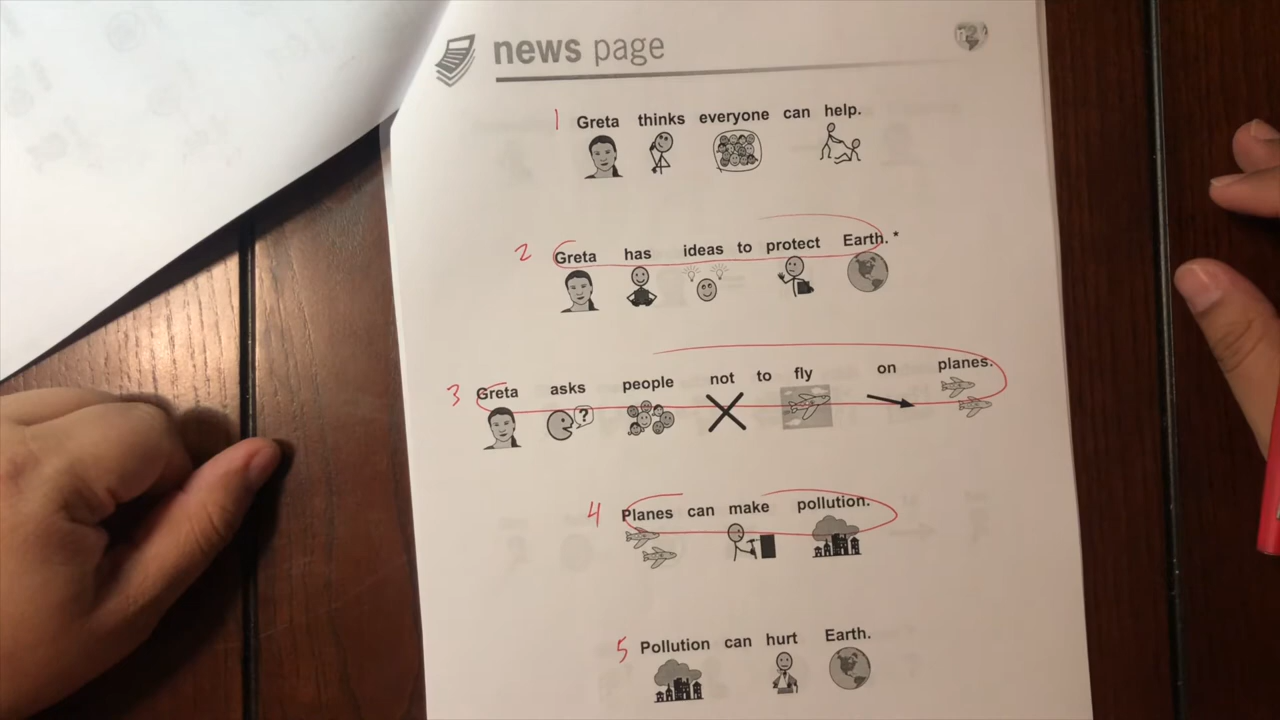 news page
n2y
1 Greta thinks everyone can help.
2 Greta has ideas to protect Earth.*
3 Greta asks people not to fly on planes.
?
4 Planes can make pollution.
5 Pollution can hurt Earth.